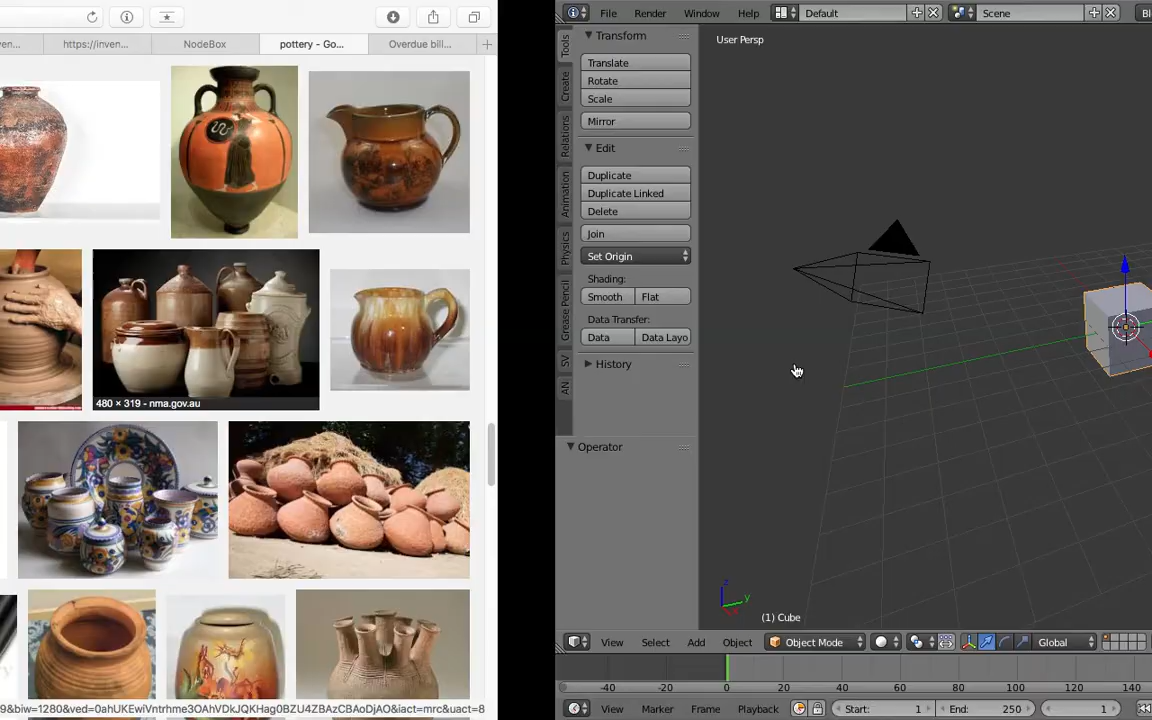 ven...
https://inven...
NodeBox
pottery - Go...
Overdue bill...
480 × 319 - nma.gov.au
9&biw=1280&ved=0ahUKEwiVntrhme3OAhVDkJQKHag0BZU4ZBAzCBAoDjAO&iact=mrc&uact=8
File
Render
Window
Help
Default
Scene
Bl
Tools
Create
Relations
Animation
Physics
Grease Pencil
SV
AN
Transform
Translate
Rotate
Scale
Mirror
Edit
Duplicate
Duplicate Linked
Delete
Join
Set Origin
Shading:
Smooth
Flat
Data Transfer:
Data
Data Layo
History
Operator
User Persp
z
y
(1) Cube
View
Select
Add
Object
Object Mode
Global
-40
-20
0
20
40
60
80
100
120
140
View
Marker
Frame
Playback
Start: 1
End: 250
1